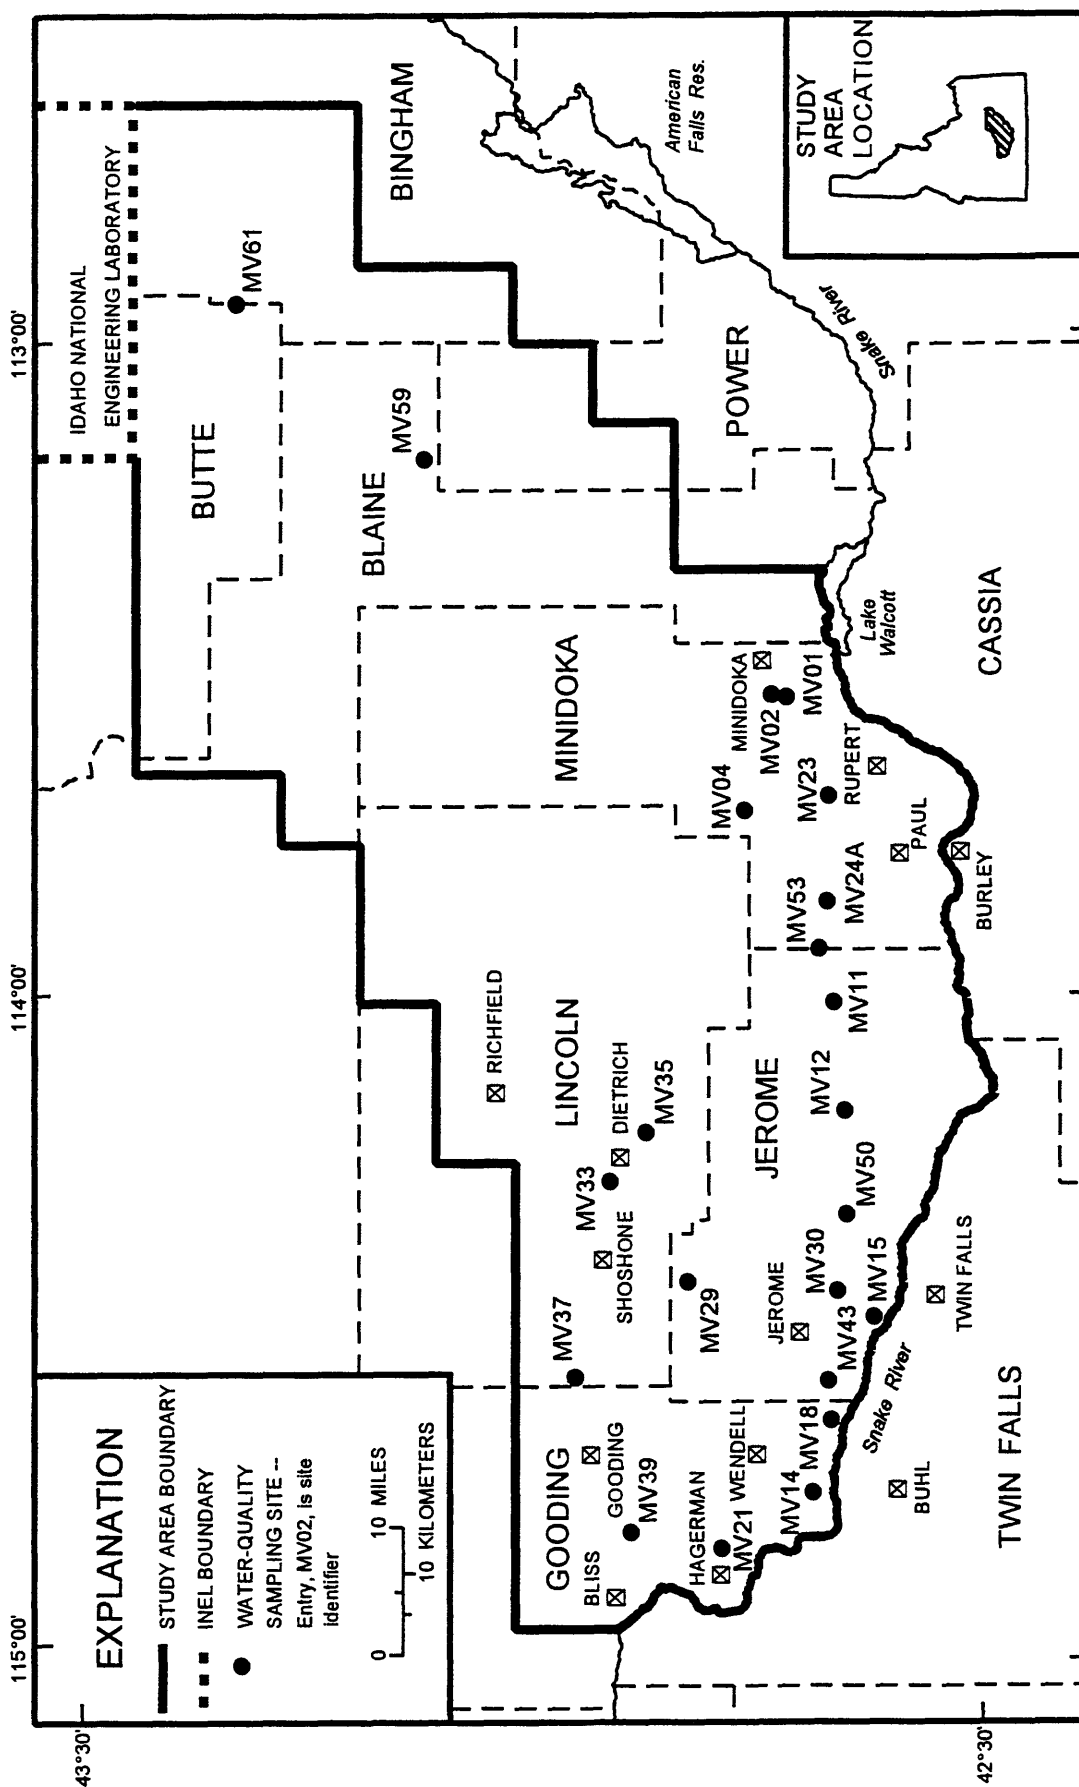 115°00'
114°00'
113°00'
43°30'
42°30'
EXPLANATION
STUDY AREA BOUNDARY
INEL BOUNDARY
WATER-QUALITY
SAMPLING SITE --
Entry, MV02, is site
identifier
0
10 MILES
10 KILOMETERS
IDAHO NATIONAL
ENGINEERING LABORATORY
BUTTE
MV61
BLAINE
MV59
BINGHAM
American
Falls Res.
POWER
Snake River
STUDY
AREA
LOCATION
RICHFIELD
LINCOLN
MINIDOKA
DIETRICH
MV33
MV35
SHOSHONE
MV37
GOODING
GOODING
BLISS
MV39
HAGERMAN
MV21
WENDELL
MV29
JEROME
JEROME
MV14
MV18
MV43
MV30
MV15
MV50
MV12
MV11
MV53
MV24A
MV04
MV23
MINIDOKA
MV02
MV01
RUPERT
PAUL
BURLEY
Lake
Walcott
CASSIA
Snake River
BUHL
TWIN FALLS
TWIN FALLS